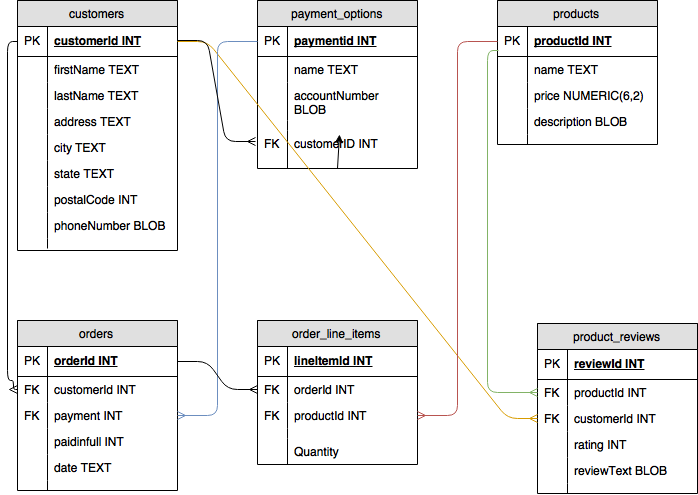 customers
PK customerId INT
firstName TEXT
lastName TEXT
address TEXT
city TEXT
state TEXT
postalCode INT
phoneNumber BLOB
payment_options
PK paymentid INT
name TEXT
accountNumber
BLOB
FK customerID INT
products
PK productId INT
name TEXT
price NUMERIC(6,2)
description BLOB
orders
PK orderId INT
FK customerId INT
FK payment INT
paidinfull INT
date TEXT
order_line_items
PK lineItemId INT
FK orderId INT
FK productId INT
Quantity
product_reviews
PK reviewId INT
FK productId INT
FK customerId INT
rating INT
reviewText BLOB